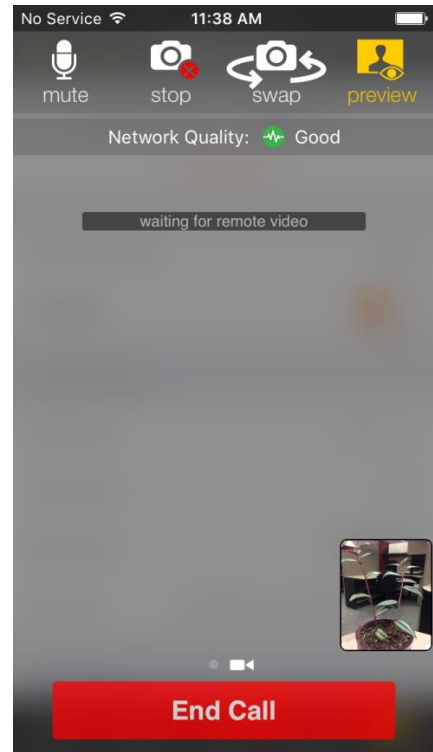 No Service 11:38 AM
mute stop swap preview
Network Quality: Good
waiting for remote video
End Call